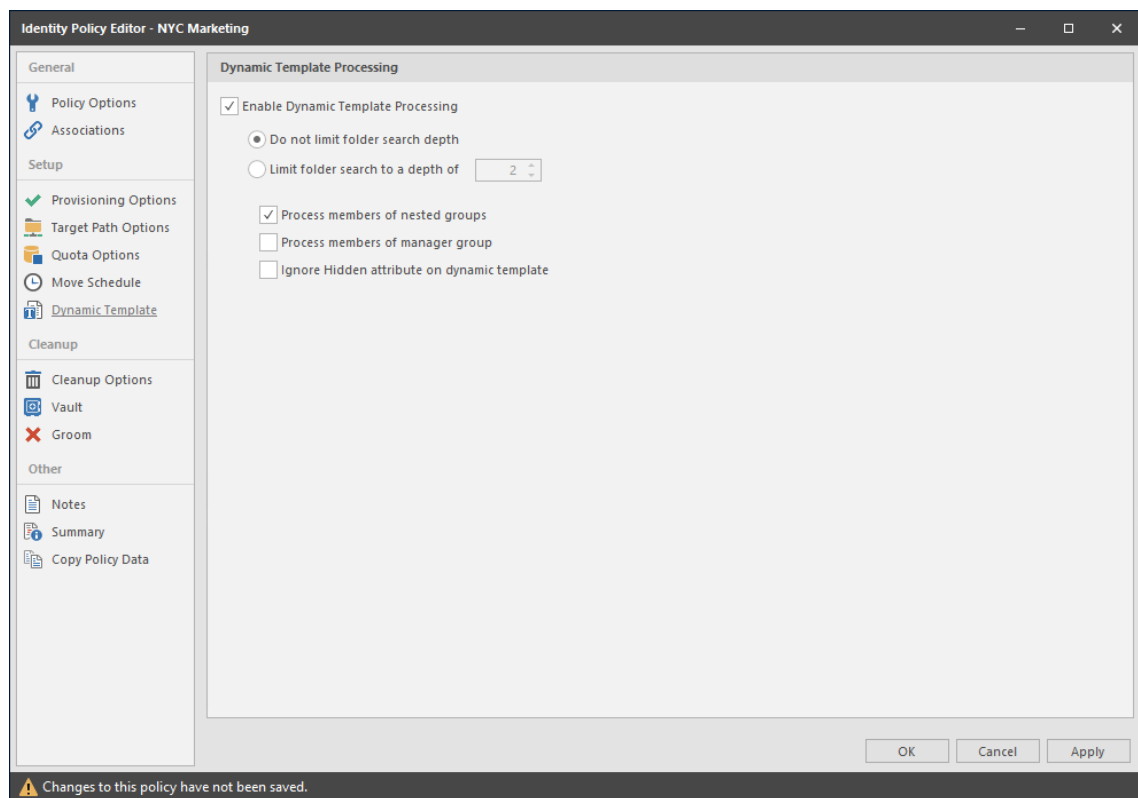 Identity Policy Editor - NYC Marketing
General
Policy Options
Associations
Setup
Provisioning Options
Target Path Options
Quota Options
Move Schedule
Dynamic Template
Cleanup
Cleanup Options
Vault
Groom
Other
Notes
Summary
Copy Policy Data
Dynamic Template Processing
Enable Dynamic Template Processing
Do not limit folder search depth
Limit folder search to a depth of 2
Process members of nested groups
Process members of manager group
Ignore Hidden attribute on dynamic template
OK Cancel Apply
Changes to this policy have not been saved.